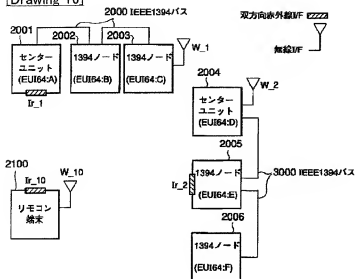 [Drawing 10]
2000 IEEE1394バス
双方向赤外線I/F
無線I/F
2001
2002
2003
W_1
センター
ユニット
(EUI64:A)
1394ノード
(EUI64:B)
1394ノード
(EUI64:C)
Ir_1
2004
W_2
センター
ユニット
(EUI64:D)
2005
Ir_2
1394ノード
(EUI64:E)
3000 IEEE1394バス
2100
Ir_10
W_10
リモコン
端末
2006
1394ノード
(EUI64:F)